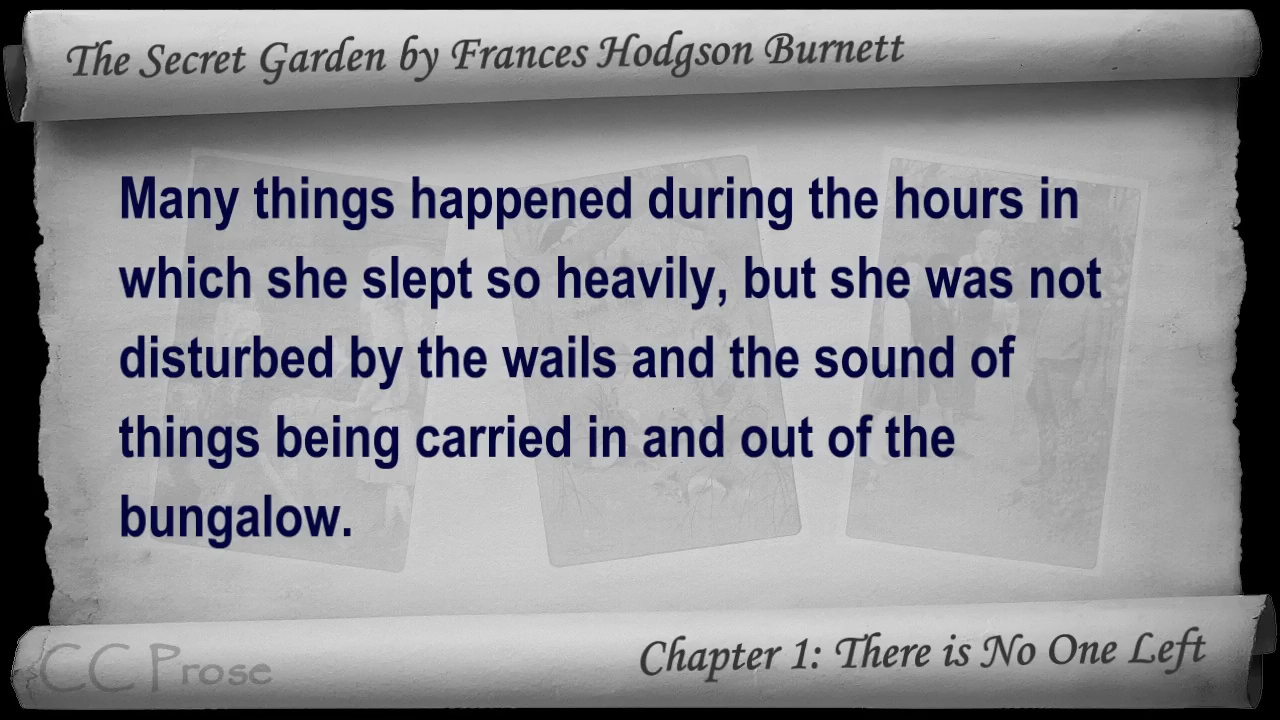 The Secret Garden by Frances Hodgson Burnett
Many things happened during the hours in
which she slept so heavily, but she was not
disturbed by the wails and the sound of
things being carried in and out of the
bungalow.
CC Prose
Chapter 1: There is No One Left